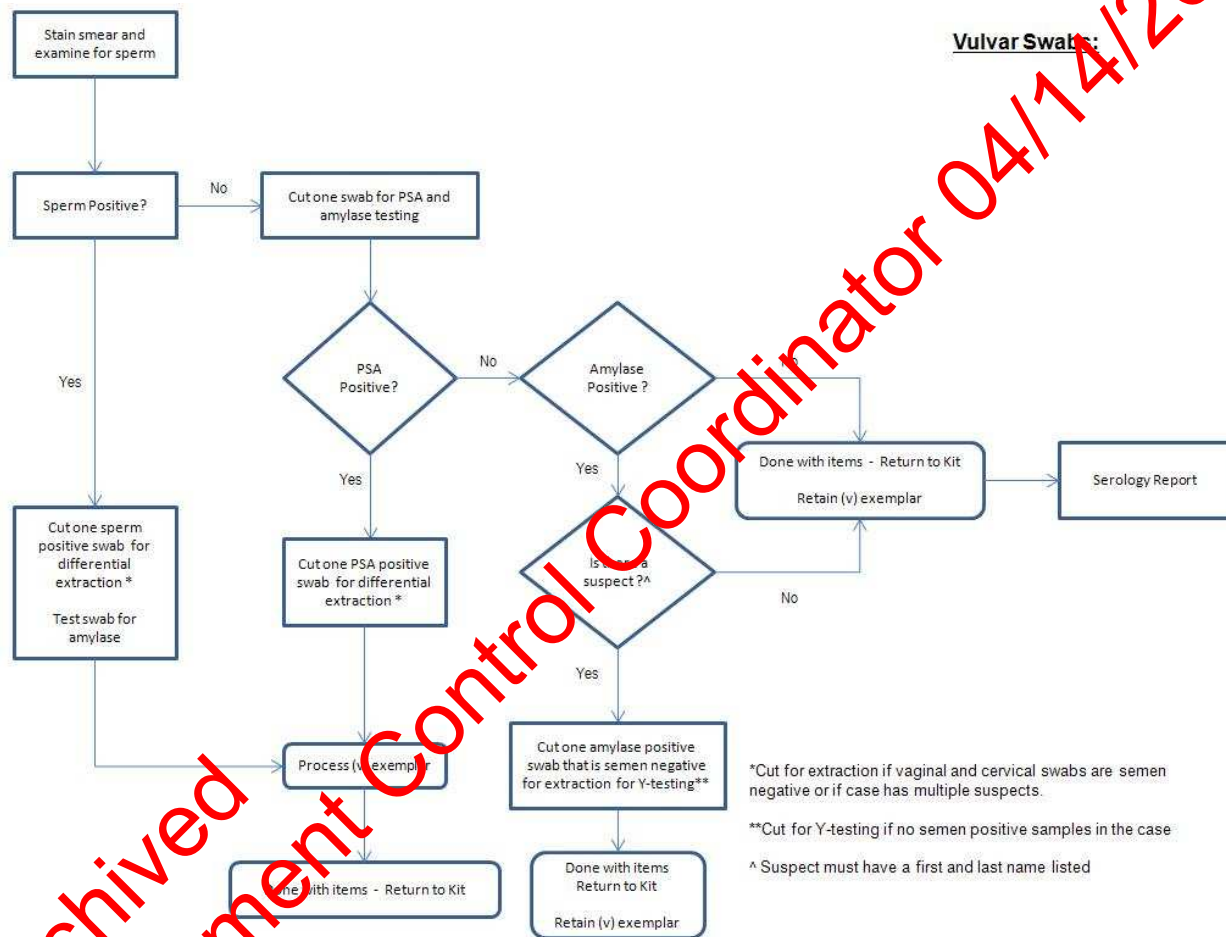 Vulvar Swabs:
Stain smear and
examine for sperm
Sperm Positive?
No
Cut one swab for PSA and
amylase testing
Yes
PSA
Positive?
No
Amylase
Positive ?
No
Yes
Yes
Done with items - Return to Kit
Retain (v) exemplar
Serology Report
Cut one sperm
positive swab for
differential
extraction *
Test swab for
amylase
Cut one PSA positive
swab for differential
extraction *
Is there a
suspect ?^
No
Yes
Process (v) exemplar
Cut one amylase positive
swab that is semen negative
for extraction for Y-testing**
Done with items - Return to Kit
Done with items
Return to Kit
Retain (v) exemplar
*Cut for extraction if vaginal and cervical swabs are semen
negative or if case has multiple suspects.
**Cut for Y-testing if no semen positive samples in the case
^ Suspect must have a first and last name listed
Control Coordinator